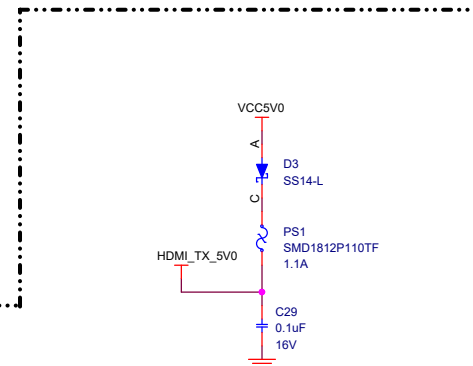 VCC5V0
A
D3
SS14-L
C
PS1
SMD1812P110TF
1.1A
HDMI_TX_5V0
C29
0.1uF
16V